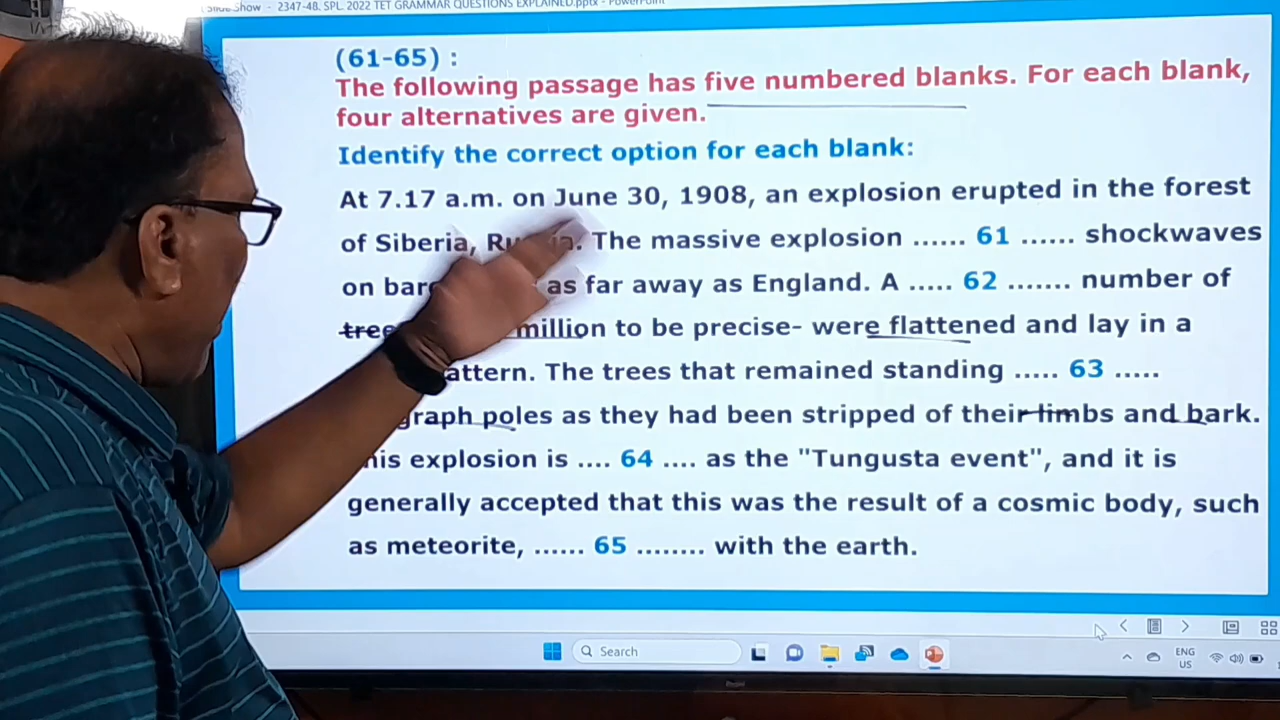 Show - 2347-48. SPL. 2022 TET GRAMMAR QUESTIONS EXPLAINED.pptx - PowerPoint
(61-65) :
The following passage has five numbered blanks. For each blank,
four alternatives are given.
Identify the correct option for each blank:
At 7.17 a.m. on June 30, 1908, an explosion erupted in the forest
of Siberia, The massive explosion ...... 61 ...... shockwaves
on as far away as England. A ..... 62 ....... number of
million to be precise- were flattened and lay in a
attern. The trees that remained standing ..... 63 .....
graph poles as they had been stripped of their limbs and bark.
his explosion is .... 64 .... as the "Tungusta event", and it is
generally accepted that this was the result of a cosmic body, such
as meteorite, ...... 65 ........ with the earth.
Search
ENG
US